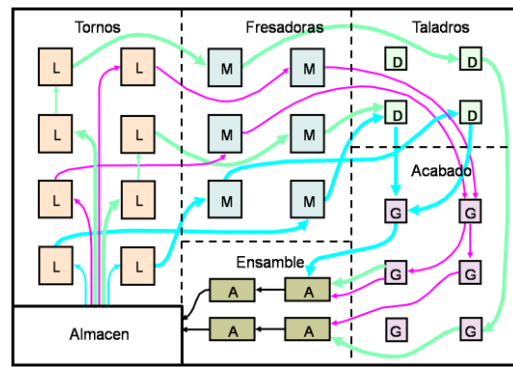 Tornos Fresadoras Taladros
L L M M D D
L L M M D D
Acabado
L L M M G G
Ensamble
L L A A G G
Almacen A A G G